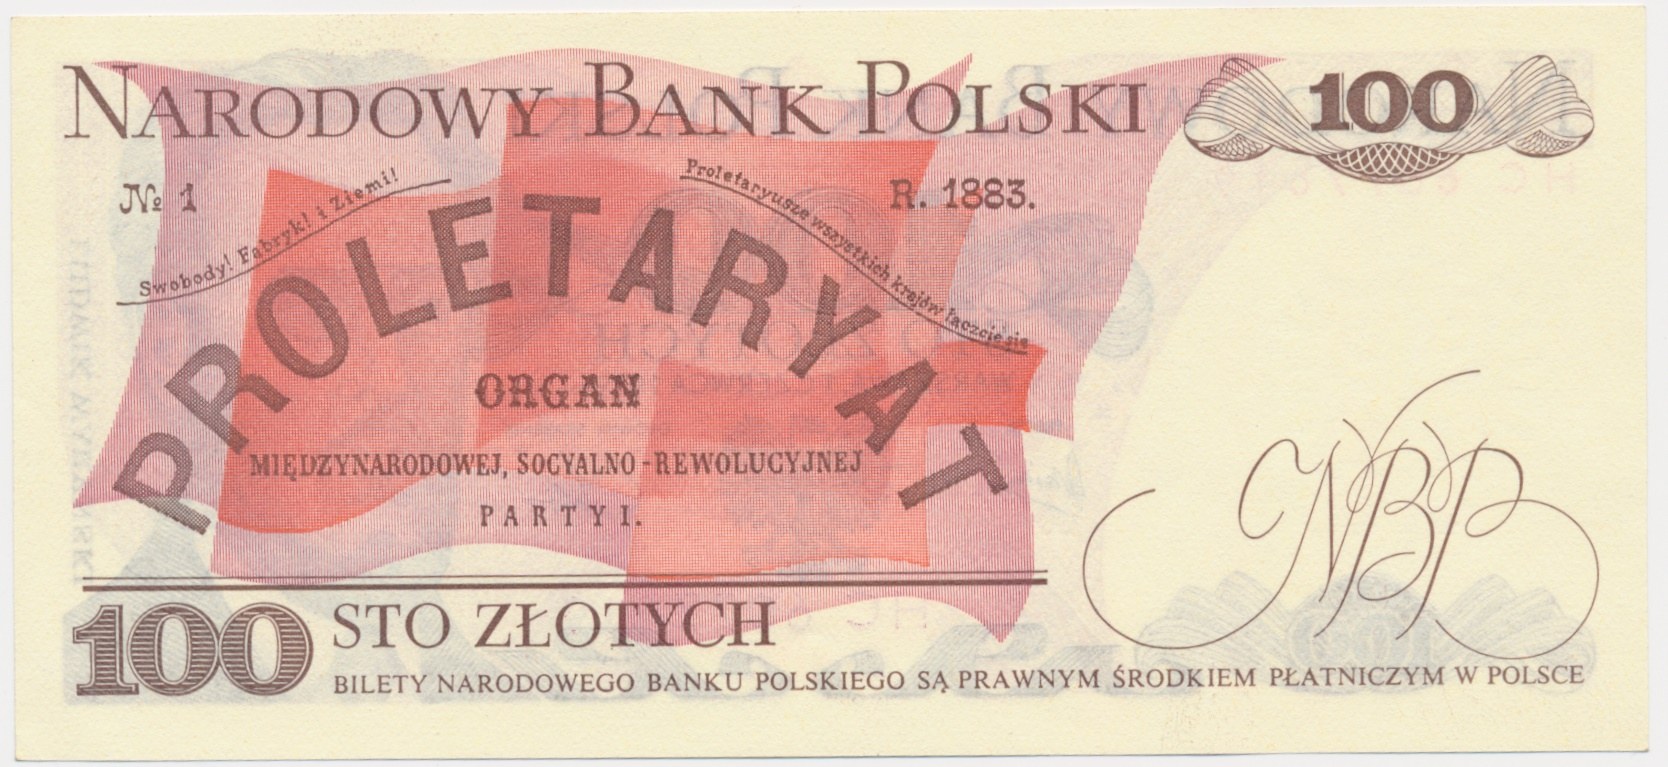 NARODOWY BANK POLSKI 100
№ 1
R. 1883.
Swobody! Fabryk! i Ziemi!
Proletaryusze wszystkich krajów łączcie się
PROLETARYAT
ORGAN
MIĘDZYNARODOWEJ, SOCYALNO-REWOLUCYJNEJ
PARTYI.
NBP
100 STO ZŁOTYCH
BILETY NARODOWEGO BANKU POLSKIEGO SĄ PRAWNYM ŚRODKIEM PŁATNICZYM W POLSCE